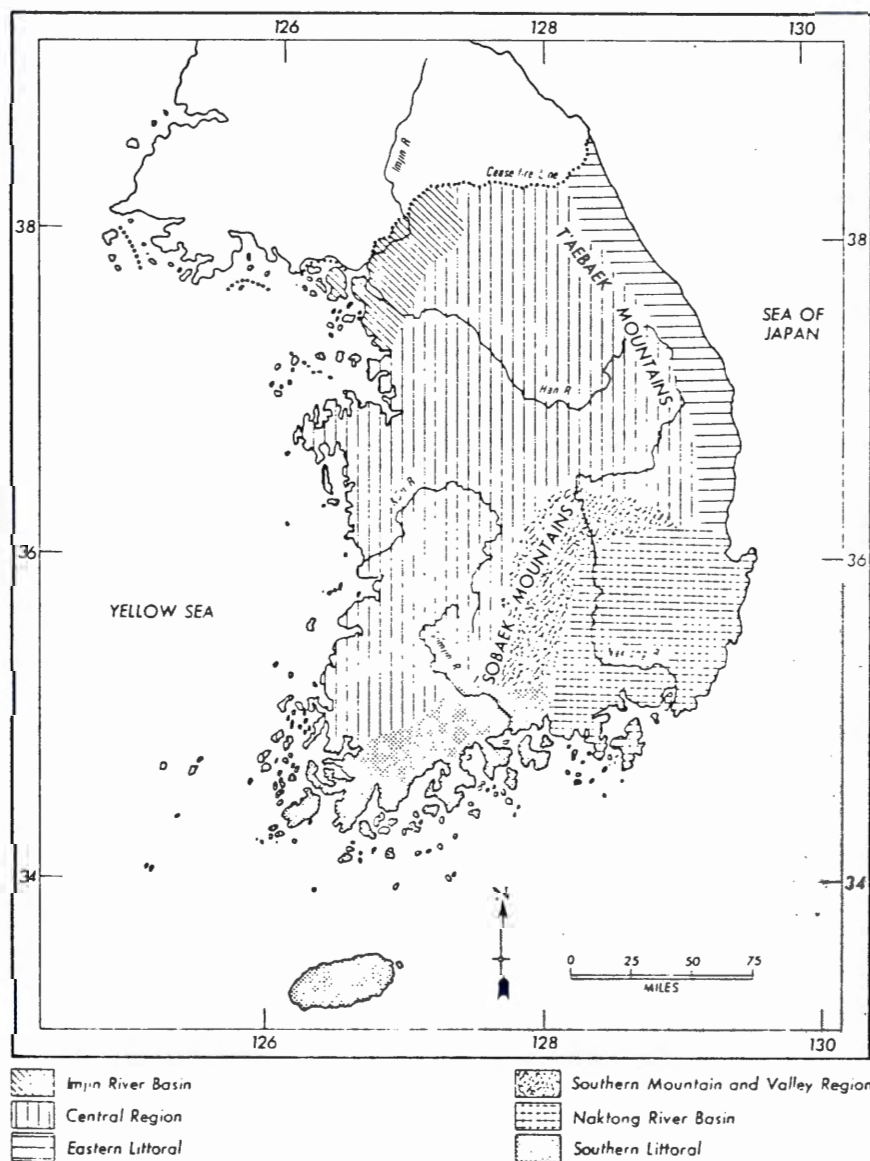 126
128
130
Imjin R
Cease fire Line
38
38
T'AEBAEK
MOUNTAINS
SEA OF
JAPAN
Han R
36
36
SOBAEK
MOUNTAINS
YELLOW SEA
R
R
34
34
0 25 50 75
MILES
126
128
130
Imjin River Basin
Central Region
Eastern Littoral
Southern Mountain and Valley Region
Naktong River Basin
Southern Littoral